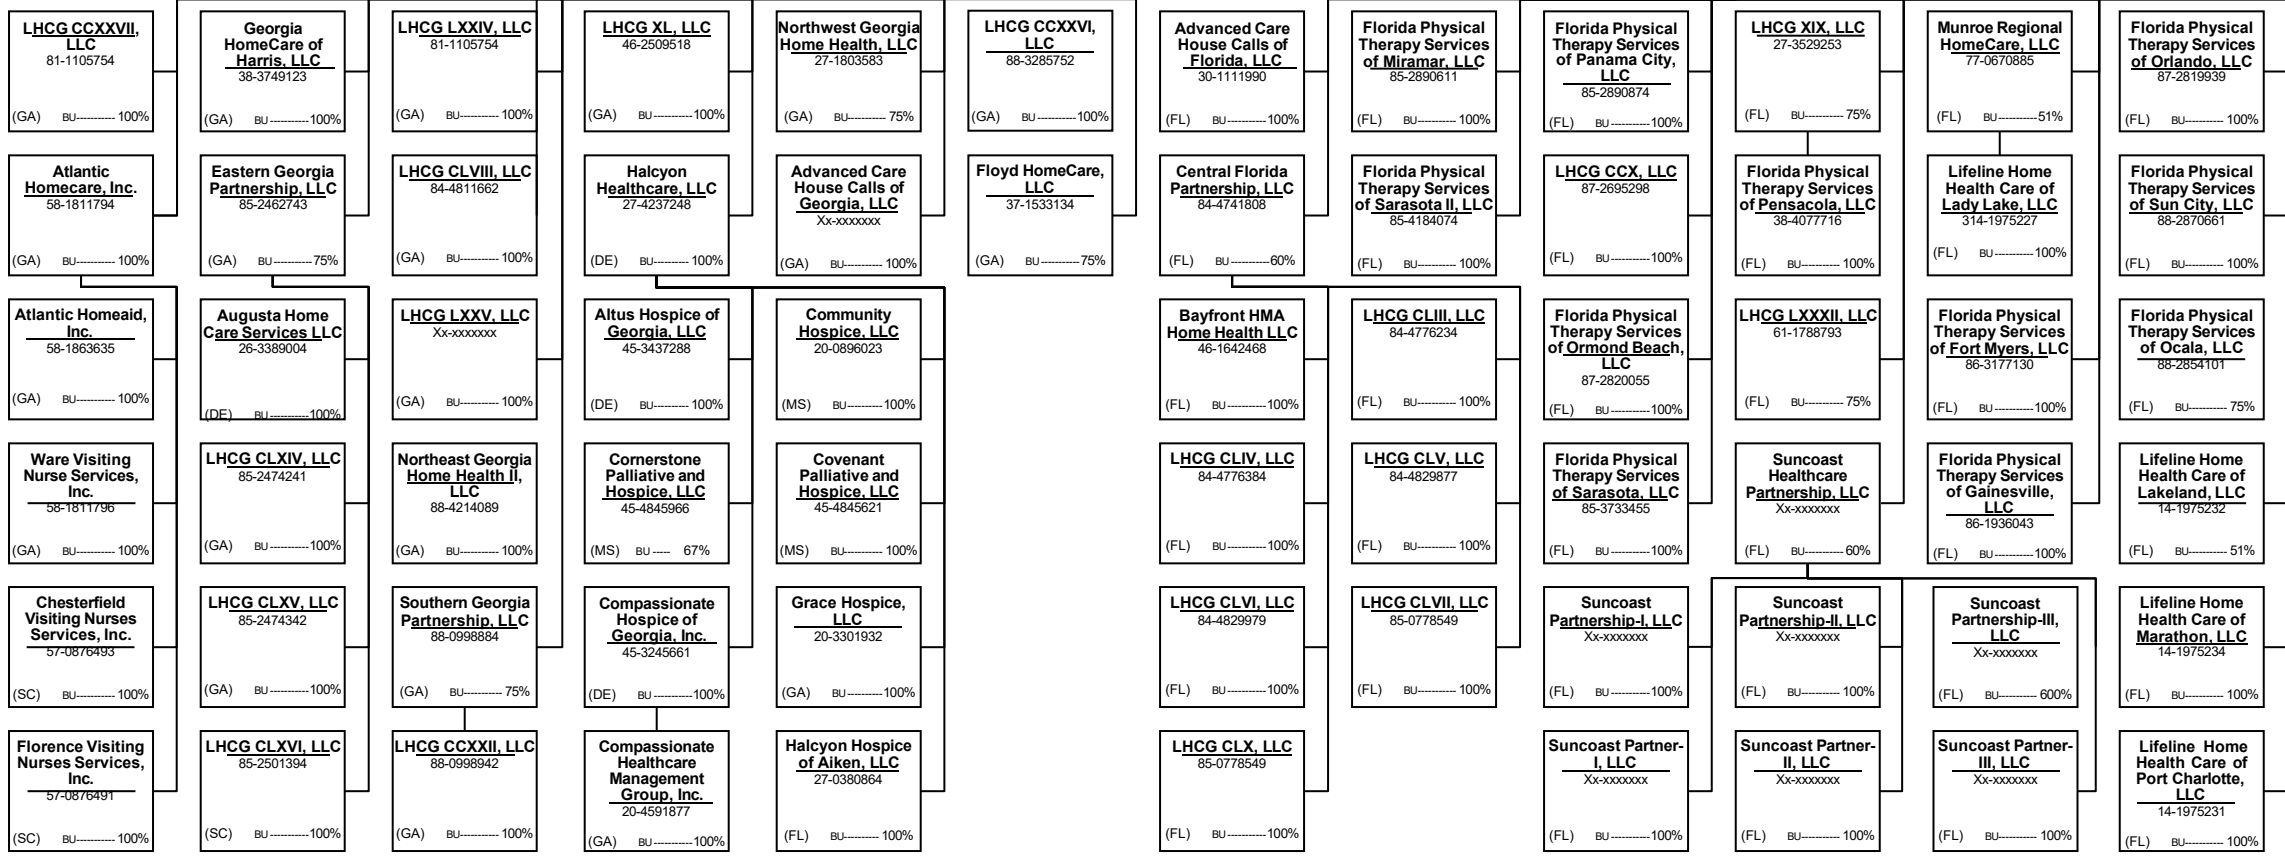 LHCG CCXXVII,
LLC
81-1105754
(GA) BU----------- 100%
Georgia
HomeCare of
Harris, LLC
38-3749123
(GA) BU -----------100%
LHCG LXXIV, LLC
81-1105754
(GA) BU----------- 100%
LHCG XL, LLC
46-2509518
(GA) BU -----------100%
Northwest Georgia
Home Health, LLC
27-1803583
(GA) BU----------- 75%
LHCG CCXXVI,
LLC
88-3285752
(GA) BU -----------100%
Advanced Care
House Calls of
Florida, LLC
30-1111990
(FL) BU-----------100%
Florida Physical
Therapy Services
of Miramar, LLC
85-2890611
(FL) BU----------- 100%
Florida Physical
Therapy Services
of Panama City,
LLC
85-2890874
(FL) BU -----------100%
LHCG XIX, LLC
27-3529253
(FL) BU----------- 75%
Munroe Regional
HomeCare, LLC
77-0670885
(FL) BU-----------51%
Florida Physical
Therapy Services
of Orlando, LLC
87-2819939
(FL) BU----------- 100%
Atlantic
Homecare, Inc.
58-1811794
(GA) BU----------- 100%
Eastern Georgia
Partnership, LLC
85-2462743
(GA) BU -----------75%
LHCG CLVIII, LLC
84-4811662
(GA) BU----------- 100%
Halcyon
Healthcare, LLC
27-4237248
(DE) BU----------- 100%
Advanced Care
House Calls of
Georgia, LLC
Xx-xxxxxxx
(GA) BU----------- 100%
Floyd HomeCare,
LLC
37-1533134
(GA) BU -----------75%
Central Florida
Partnership, LLC
84-4741808
(FL) BU-----------60%
Florida Physical
Therapy Services
of Sarasota II, LLC
85-4184074
(FL) BU----------- 100%
LHCG CCX, LLC
87-2695298
(FL) BU -----------100%
Florida Physical
Therapy Services
of Pensacola, LLC
38-4077716
(FL) BU----------- 100%
Lifeline Home
Health Care of
Lady Lake, LLC
314-1975227
(FL) BU-----------100%
Florida Physical
Therapy Services
of Sun City, LLC
88-2870661
(FL) BU----------- 100%
Atlantic Homeaid,
Inc.
58-1863635
(GA) BU----------- 100%
Augusta Home
Care Services LLC
26-3389004
(DE) BU -----------100%
LHCG LXXV, LLC
Xx-xxxxxxx
(GA) BU----------- 100%
Altus Hospice of
Georgia, LLC
45-3437288
(DE) BU----------- 100%
Community
Hospice, LLC
20-0896023
(MS) BU-----------100%
Bayfront HMA
Home Health LLC
46-1642468
(FL) BU-----------100%
LHCG CLIII, LLC
84-4776234
(FL) BU----------- 100%
Florida Physical
Therapy Services
of Ormond Beach,
LLC
87-2820055
(FL) BU -----------100%
LHCG LXXXII, LLC
61-1788793
(FL) BU----------- 75%
Florida Physical
Therapy Services
of Fort Myers, LLC
86-3177130
(FL) BU-----------100%
Florida Physical
Therapy Services
of Ocala, LLC
88-2854101
(FL) BU----------- 75%
Ware Visiting
Nurse Services,
Inc.
58-1811796
(GA) BU----------- 100%
LHCG CLXIV, LLC
85-2474241
(GA) BU -----------100%
Northeast Georgia
Home Health II,
LLC
88-4214089
(GA) BU----------- 100%
Cornerstone
Palliative and
Hospice, LLC
45-4845966
(MS) BU ----- 67%
Covenant
Palliative and
Hospice, LLC
45-4845621
(MS) BU-----------100%
LHCG CLIV, LLC
84-4776384
(FL) BU-----------100%
LHCG CLV, LLC
84-4829877
(FL) BU----------- 100%
Florida Physical
Therapy Services
of Sarasota, LLC
85-3733455
(FL) BU -----------100%
Suncoast
Healthcare
Partnership, LLC
Xx-xxxxxxx
(FL) BU----------- 60%
Florida Physical
Therapy Services
of Gainesville,
LLC
86-1936043
(FL) BU-----------100%
Lifeline Home
Health Care of
Lakeland, LLC
14-1975232
(FL) BU----------- 51%
Chesterfield
Visiting Nurses
Services, Inc.
57-0876493
(SC) BU----------- 100%
LHCG CLXV, LLC
85-2474342
(GA) BU -----------100%
Southern Georgia
Partnership, LLC
88-0998884
(GA) BU----------- 75%
Compassionate
Hospice of
Georgia, Inc.
45-3245661
(DE) BU -----------100%
Grace Hospice,
LLC
20-3301932
(GA) BU----------- 100%
LHCG CLVI, LLC
84-4829979
(FL) BU-----------100%
LHCG CLVII, LLC
85-0778549
(FL) BU----------- 100%
Suncoast
Partnership-I, LLC
Xx-xxxxxxx
(FL) BU -----------100%
Suncoast
Partnership-II, LLC
Xx-xxxxxxx
(FL) BU----------- 100%
Suncoast
Partnership-III,
LLC
Xx-xxxxxxx
(FL) BU----------- 600%
Lifeline Home
Health Care of
Marathon, LLC
14-1975234
(FL) BU----------- 100%
Florence Visiting
Nurses Services,
Inc.
57-0876491
(SC) BU----------- 100%
LHCG CLXVI, LLC
85-2501394
(SC) BU -----------100%
LHCG CCXXII, LLC
88-0998942
(GA) BU----------- 100%
Compassionate
Healthcare
Management
Group, Inc.
20-4591877
(GA) BU -----------100%
Halcyon Hospice
of Aiken, LLC
27-0380864
(FL) BU----------- 100%
LHCG CLX, LLC
85-0778549
(FL) BU-----------100%
Suncoast Partner-
I, LLC
Xx-xxxxxxx
(FL) BU -----------100%
Suncoast Partner-
II, LLC
Xx-xxxxxxx
(FL) BU----------- 100%
Suncoast Partner-
III, LLC
Xx-xxxxxxx
(FL) BU----------- 100%
Lifeline Home
Health Care of
Port Charlotte,
LLC
14-1975231
(FL) BU----------- 100%